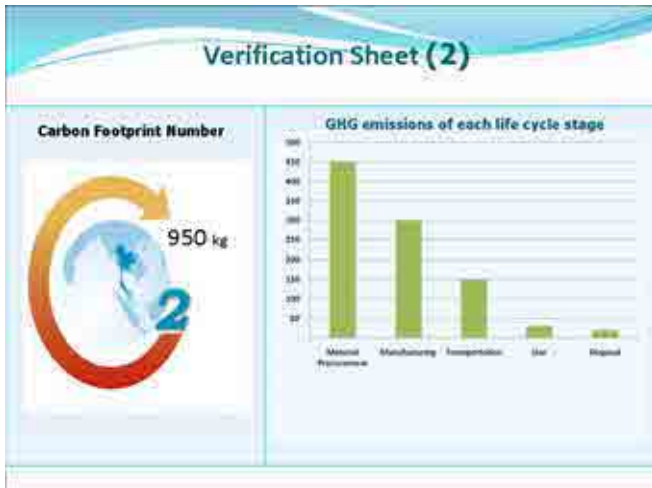 Verification Sheet (2)
Carbon Footprint Number
950 kg
2
GHG emissions of each life cycle stage
500
450
400
350
300
250
200
150
100
50
Material
Procurement
Manufacturing
Transportation
Use
Disposal